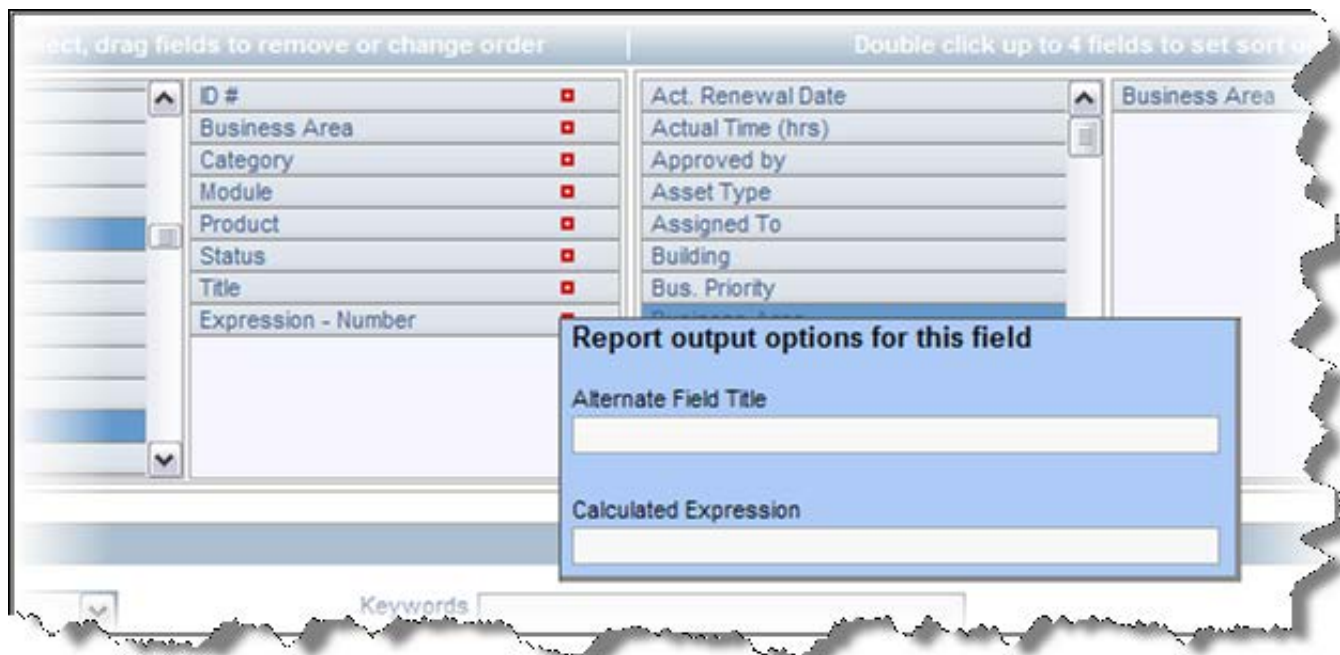 drag fields to remove or change order
Double click up to 4 fields to set sort
ID #
Business Area
Category
Module
Product
Status
Title
Expression - Number
Act. Renewal Date
Actual Time (hrs)
Approved by
Asset Type
Assigned To
Building
Bus. Priority
Business Area
Business Area
Report output options for this field
Alternate Field Title
Calculated Expression
Keywords